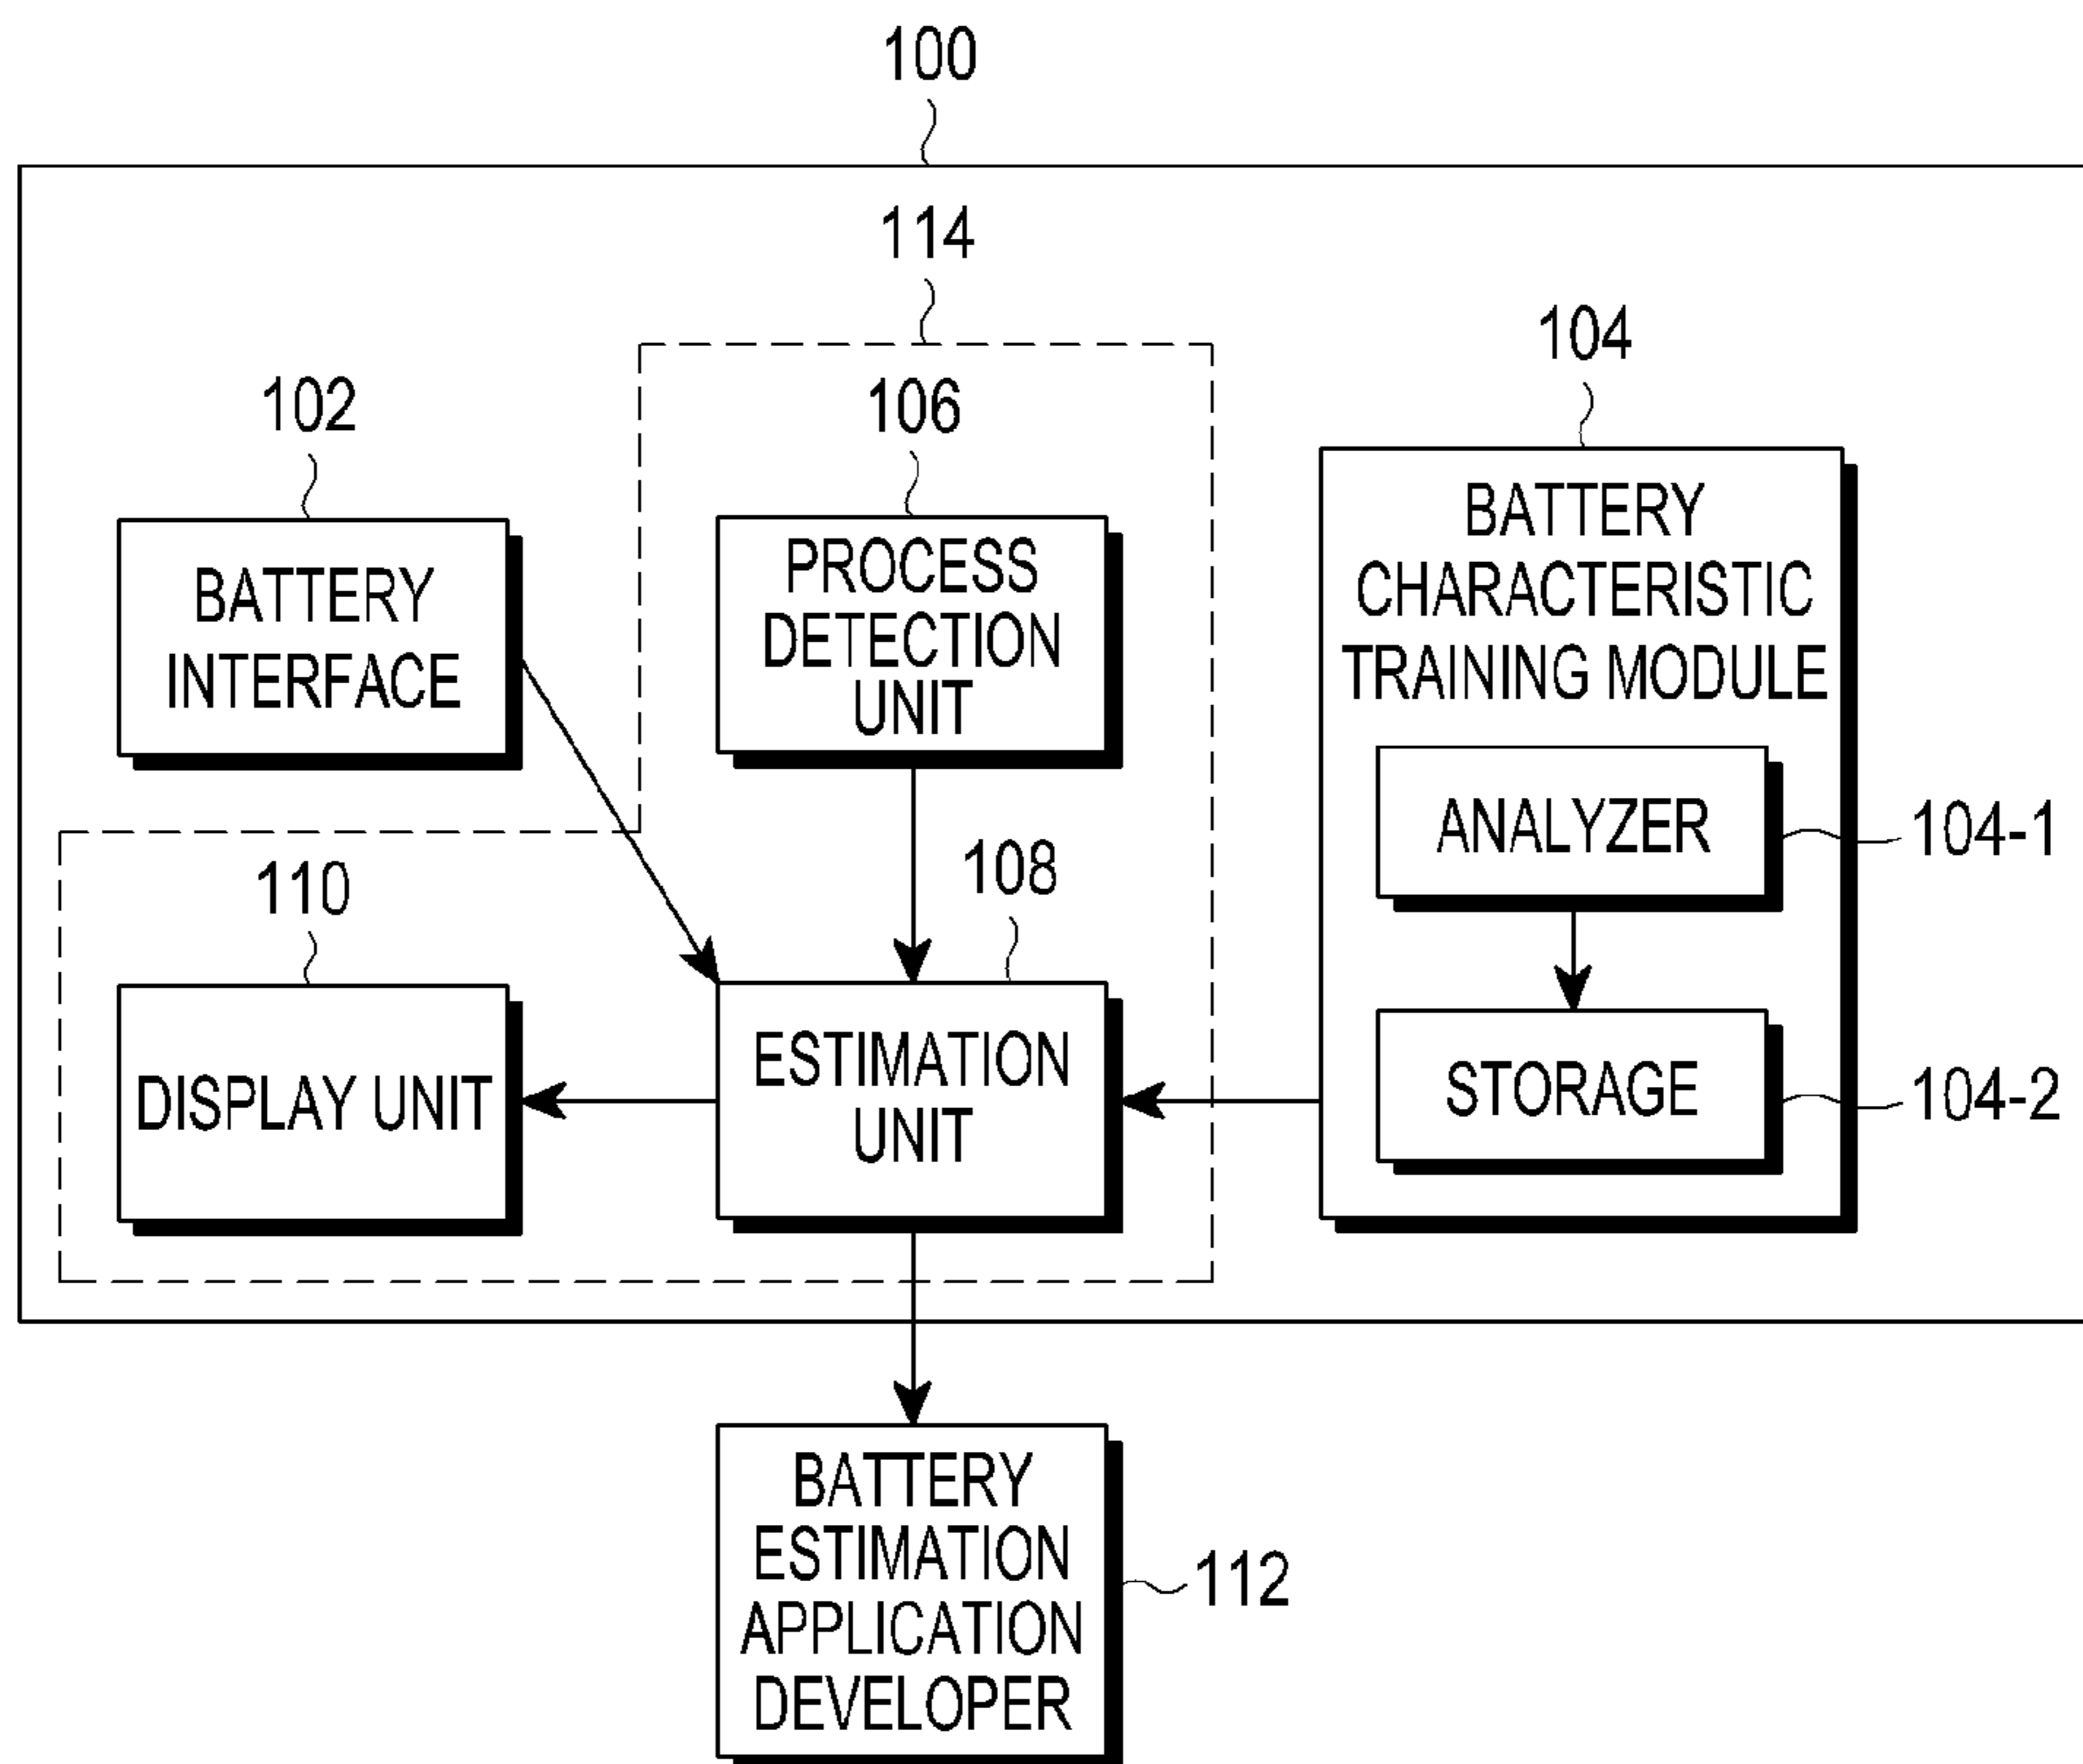 100
114
102
106
104
BATTERY
INTERFACE
PROCESS
DETECTION
UNIT
BATTERY
CHARACTERISTIC
TRAINING MODULE
ANALYZER
104-1
110
108
DISPLAY UNIT
ESTIMATION
UNIT
STORAGE
104-2
BATTERY
ESTIMATION
APPLICATION
DEVELOPER
112